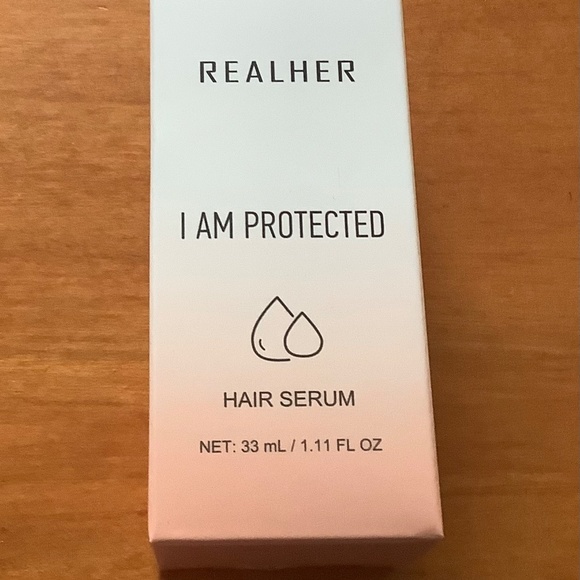 REALHER
I AM PROTECTED
HAIR SERUM
NET: 33 mL / 1.11 FL OZ